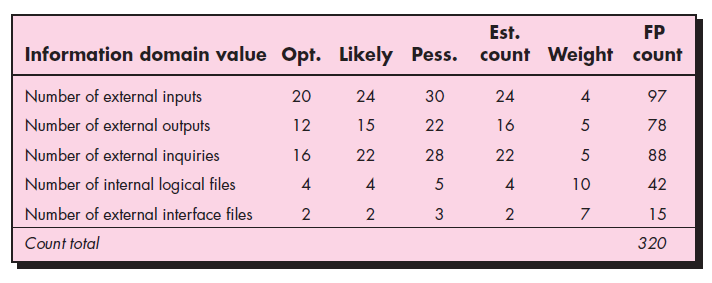 Information domain value Opt. Likely Pess. Est. count Weight FP count
Number of external inputs 20 24 30 24 4 97
Number of external outputs 12 15 22 16 5 78
Number of external inquiries 16 22 28 22 5 88
Number of internal logical files 4 4 5 4 10 42
Number of external interface files 2 2 3 2 7 15
Count total 320